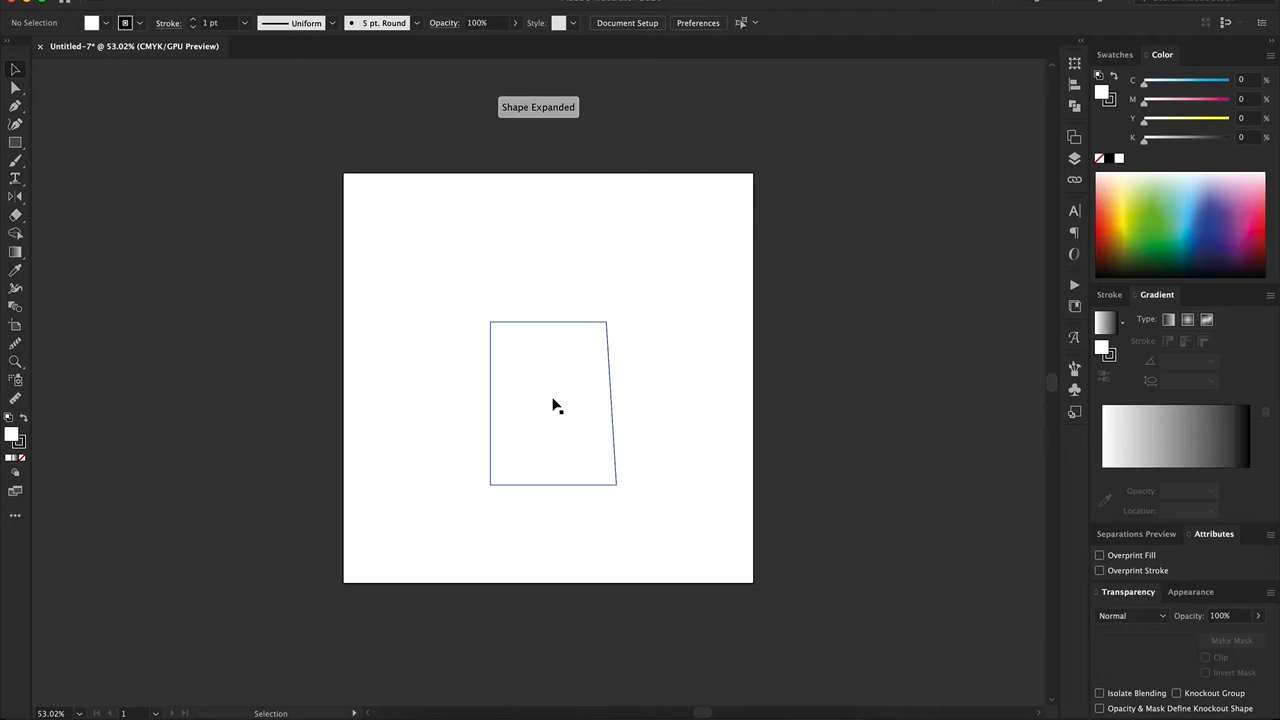 No Selection
Stroke:
1 pt
Uniform
5 pt. Round
Opacity:
100%
Style:
Document Setup
Preferences
× Untitled-7* @ 53.02% (CMYK/GPU Preview)
Shape Expanded
Swatches
Color
C
0
%
M
0
%
Y
0
%
K
0
%
Stroke
Gradient
Type:
Stroke:
Opacity:
Location:
Separations Preview
Attributes
Overprint Fill
Overprint Stroke
Transparency
Appearance
Normal
Opacity:
100%
Make Mask
Clip
Invert Mask
Isolate Blending
Knockout Group
Opacity & Mask Define Knockout Shape
53.02%
1
Selection